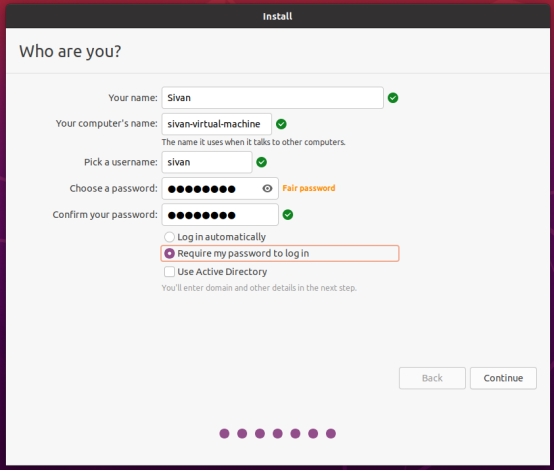 Install
Who are you?
Your name: Sivan
Your computer's name: sivan-virtual-machine
The name it uses when it talks to other computers.
Pick a username: sivan
Choose a password: ●●●●●●●● Fair password
Confirm your password: ●●●●●●●●
Log in automatically
Require my password to log in
Use Active Directory
You'll enter domain and other details in the next step.
Back Continue